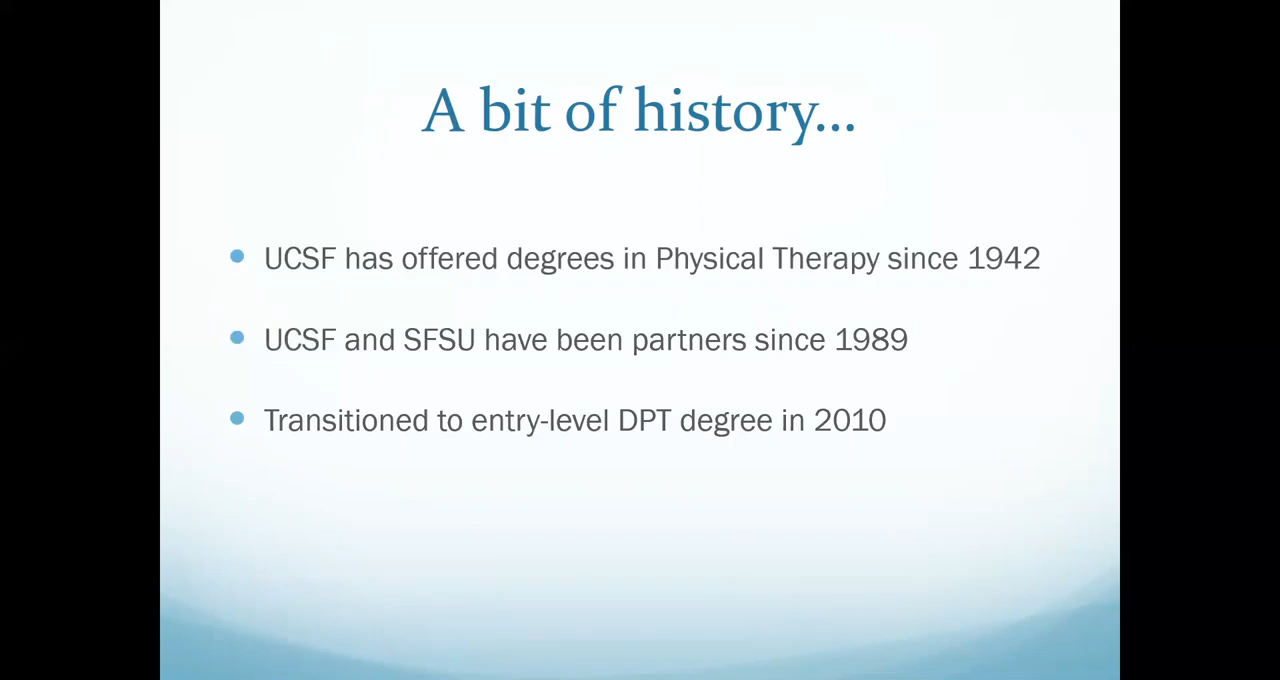 A bit of history...
• UCSF has offered degrees in Physical Therapy since 1942
• UCSF and SFSU have been partners since 1989
• Transitioned to entry-level DPT degree in 2010